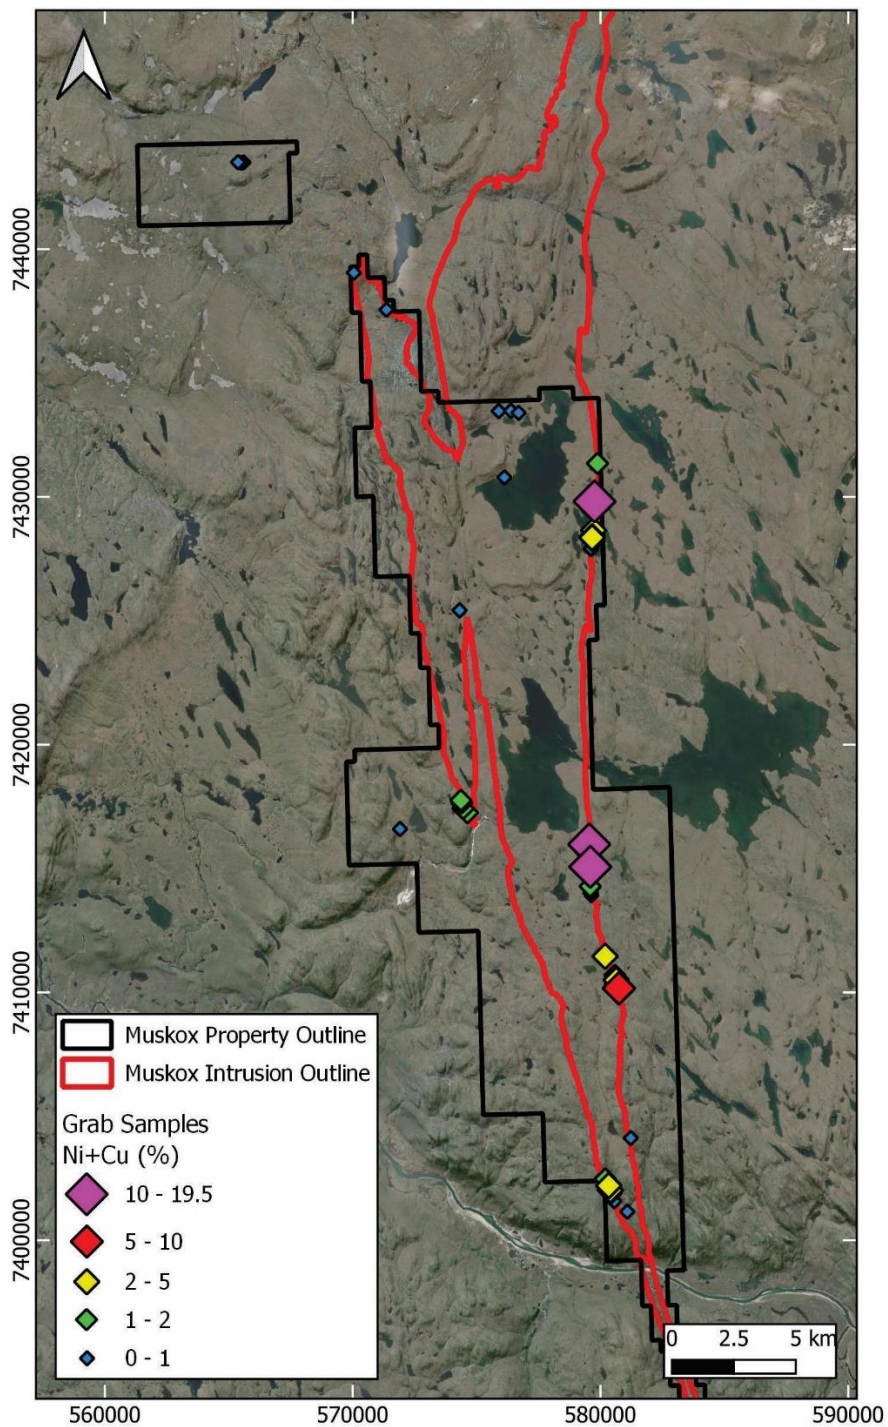 7440000
7430000
7420000
7410000
7400000
Muskox Property Outline
Muskox Intrusion Outline
Grab Samples
Ni+Cu (%)
10 - 19.5
5 - 10
2 - 5
1 - 2
0 - 1
0 2.5 5 km
560000 570000 580000 590000